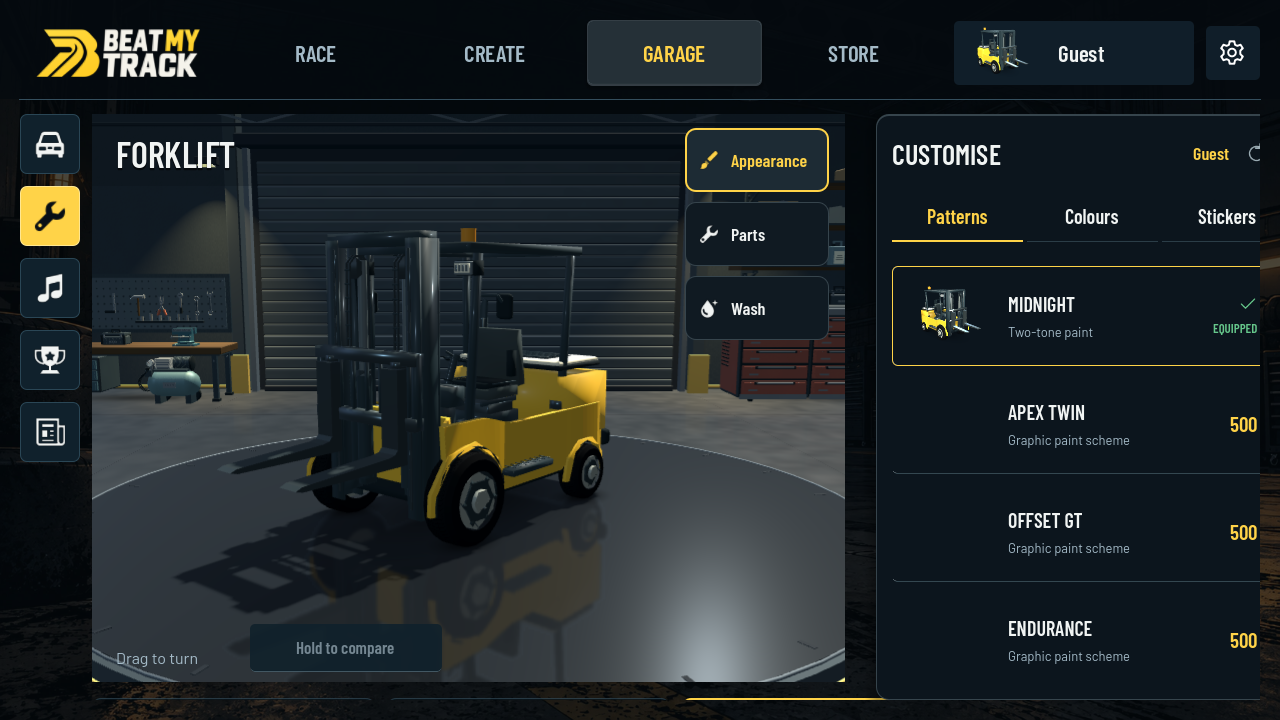 BEAT MY TRACK
RACE
CREATE
GARAGE
STORE
Guest
FORKLIFT
Appearance
Parts
Wash
Drag to turn
Hold to compare
CUSTOMISE
Guest
Patterns
Colours
Stickers
MIDNIGHT
Two-tone paint
EQUIPPED
APEX TWIN
Graphic paint scheme
500
OFFSET GT
Graphic paint scheme
500
ENDURANCE
Graphic paint scheme
500